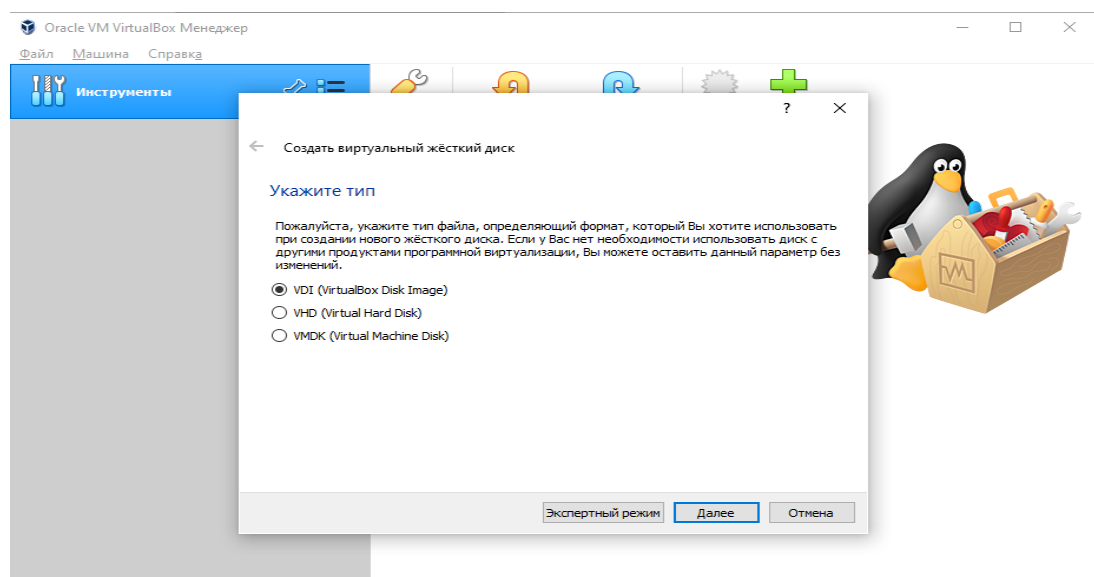 Oracle VM VirtualBox Менеджер
Файл Машина Справка
Инструменты
?
Создать виртуальный жёсткий диск
Укажите тип
Пожалуйста, укажите тип файла, определяющий формат, который Вы хотите использовать
при создании нового жёсткого диска. Если у Вас нет необходимости использовать диск с
другими продуктами программной виртуализации, Вы можете оставить данный параметр без
изменений.
VDI (VirtualBox Disk Image)
VHD (Virtual Hard Disk)
VMDK (Virtual Machine Disk)
Экспертный режим Далее Отмена